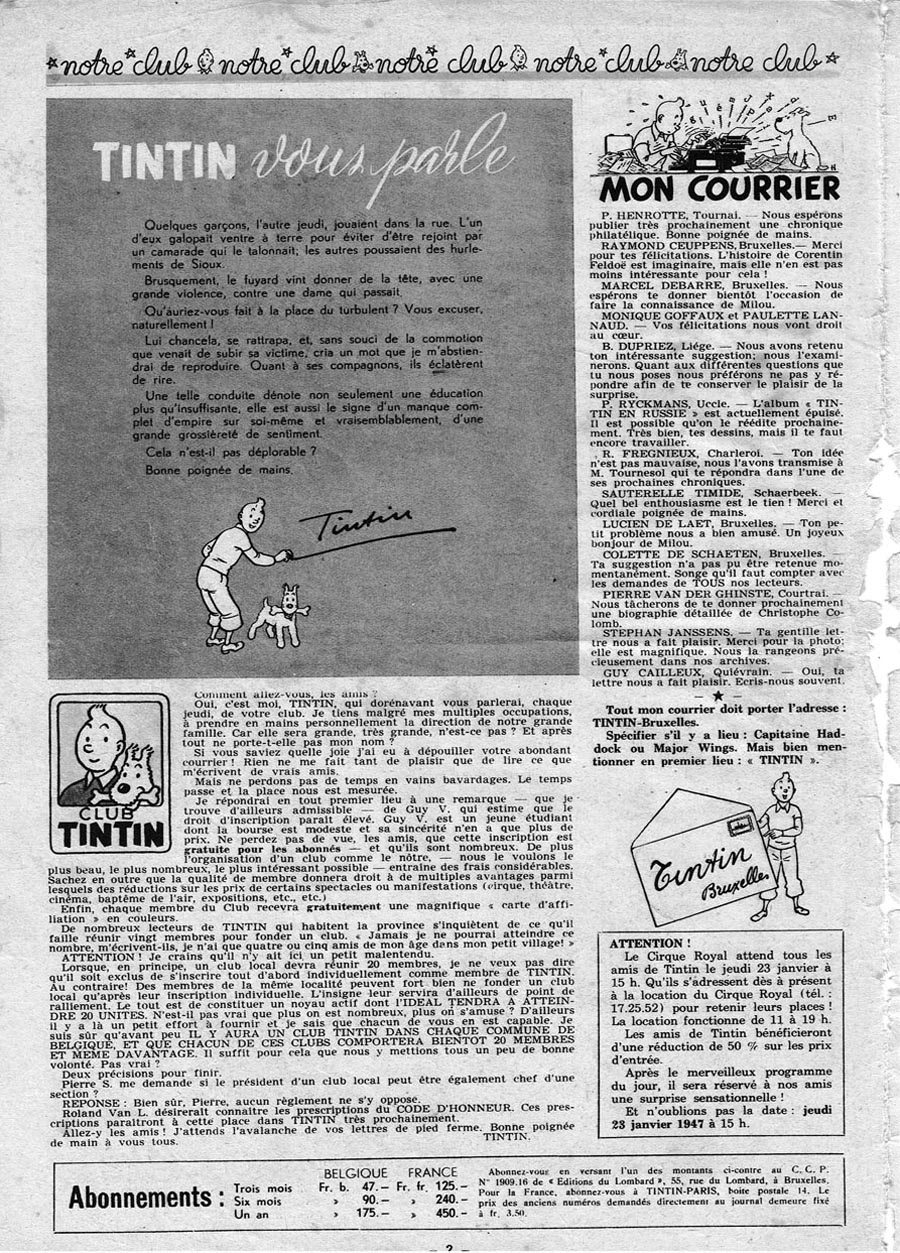 notre club notre club notre club notre club notre club
TINTIN vous parle
Quelques garçons, l'autre jeudi, jouaient dans la rue. L'un
d'eux galopait ventre à terre pour éviter d'être rejoint par
un camarade qui le talonnait; les autres poussaient des hurle-
ments de Sioux.
Brusquement, le fuyard vint donner de la tête, avec une
grande violence, contre une dame qui passait.
Qu'auriez-vous fait à la place du turbulent ? Vous excuser,
naturellement !
Lui chancela, se rattrapa, et, sans souci de la commotion
que venait de subir sa victime, cria un mot que je m'abstien-
drai de reproduire. Quant à ses compagnons, ils éclatèrent
de rire.
Une telle conduite dénote non seulement une éducation
plus qu'insuffisante, elle est aussi le signe d'un manque com-
plet d'empire sur soi-même et vraisemblablement, d'une
grande grossièreté de sentiment.
Cela n'est-il pas déplorable ?
Bonne poignée de mains.
Tintin
CLUB
TINTIN
Comment allez-vous, les amis ?
Oui, c'est moi, TINTIN, qui dorénavant vous parlerai, chaque
jeudi, de votre club. Je tiens malgré mes multiples occupations,
à prendre en mains personnellement la direction de notre grande
famille. Car elle sera grande, très grande, n'est-ce pas ? Et après
tout ne porte-t-elle pas mon nom ?
Si vous saviez quelle joie j'ai eu à dépouiller votre abondant
courrier ! Rien ne me fait tant de plaisir que de lire ce que
m'écrivent de vrais amis.
Mais ne perdons pas de temps en vains bavardages. Le temps
passe et la place nous est mesurée.
Je répondrai en tout premier lieu à une remarque — que je
trouve d'ailleurs admissible — de Guy V. qui estime que le
droit d'inscription parait élevé. Guy V. est un jeune étudiant
dont la bourse est modeste et sa sincérité n'en a que plus de
prix. Ne perdez pas de vue, les amis, que cette inscription est
gratuite pour les abonnés — et qu'ils sont nombreux. De plus
l'organisation d'un club comme le nôtre, — nous le voulons le
plus beau, le plus nombreux, le plus intéressant possible — entraîne des frais considérables.
Sachez en outre que la qualité de membre donnera droit à de multiples avantages parmi
lesquels des réductions sur les prix de certains spectacles ou manifestations (cirque, théâtre,
cinéma, baptême de l'air, expositions, etc., etc.)
Enfin, chaque membre du Club recevra gratuitement une magnifique « carte d'affi-
liation » en couleurs.
De nombreux lecteurs de TINTIN qui habitent la province s'inquiètent de ce qu'il
faille réunir vingt membres pour fonder un club. « Jamais je ne pourrai atteindre ce
nombre, m'écrivent-ils, je n'ai que quatre ou cinq amis de mon âge dans mon petit village! »
ATTENTION ! Je crains qu'il n'y ait ici un petit malentendu.
Lorsque, en principe, un club local devra réunir 20 membres, je ne veux pas dire
qu'il soit exclus de s'inscrire tout d'abord individuellement comme membre de TINTIN.
Au contraire! Des membres de la même localité peuvent fort bien ne fonder un club
local qu'après leur inscription individuelle. L'insigne leur servira d'ailleurs de point de
ralliement. Le tout est de constituer un noyau actif dont l'IDEAL TENDRA A ATTEIN-
DRE 20 UNITES. N'est-il pas vrai que plus on est nombreux, plus on s'amuse ? D'ailleurs
il y a là un petit effort à fournir et je sais que chacun de vous en est capable. Je
suis sûr qu'avant peu IL Y AURA UN CLUB TINTIN DANS CHAQUE COMMUNE DE
BELGIQUE, ET QUE CHACUN DE CES CLUBS COMPORTERA BIENTOT 20 MEMBRES
ET MEME DAVANTAGE. Il suffit pour cela que nous y mettions tous un peu de bonne
volonté. Pas vrai ?
Deux précisions pour finir.
Pierre S. me demande si le président d'un club local peut être également chef d'une
section ?
REPONSE : Bien sûr, Pierre, aucun règlement ne s'y oppose.
Roland Van L. désirerait connaître les prescriptions du CODE D'HONNEUR. Ces pres-
criptions paraîtront à cette place dans TINTIN très prochainement.
Allez-y les amis ! J'attends l'avalanche de vos lettres de pied ferme. Bonne poignée
de main à vous tous. TINTIN.
MON COURRIER
P. HENROTTE, Tournai. — Nous espérons
publier très prochainement une chronique
philatélique. Bonne poignée de mains.
RAYMOND CEUPPENS, Bruxelles.— Merci
pour tes félicitations. L'histoire de Corentin
Feldoë est imaginaire, mais elle n'en est pas
moins intéressante pour cela !
MARCEL DEBARRE, Bruxelles. — Nous
espérons te donner bientôt l'occasion de
faire la connaissance de Milou.
MONIQUE GOFFAUX et PAULETTE LAN-
NAUD. — Vos félicitations nous vont droit
au cœur.
B. DUPRIEZ, Liége. — Nous avons retenu
ton intéressante suggestion; nous l'exami-
nerons. Quant aux différentes questions que
tu nous poses nous préférons ne pas y ré-
pondre afin de te conserver le plaisir de la
surprise.
P. RYCKMANS, Uccle. — L'album « TIN-
TIN EN RUSSIE » est actuellement épuisé.
Il est possible qu'on le réédite prochaine-
ment. Très bien, tes dessins, mais il te faut
encore travailler.
R. FREGNIEUX, Charleroi. — Ton idée
n'est pas mauvaise, nous l'avons transmise à
M. Tournesol qui te répondra dans l'une de
ses prochaines chroniques.
SAUTERELLE TIMIDE, Schaerbeek. —
Quel bel enthousiasme est le tien ! Merci et
cordiale poignée de mains.
LUCIEN DE LAET, Bruxelles. — Ton pe-
tit problème nous a bien amusé. Un joyeux
bonjour de Milou.
COLETTE DE SCHAETEN, Bruxelles. —
Ta suggestion n'a pas pu être retenue mo-
mentanément. Songe qu'il faut compter avec
les demandes de TOUS nos lecteurs.
PIERRE VAN DER GHINSTE, Courtrai. —
Nous tâcherons de te donner prochainement
une biographie détaillée de Christophe Co-
lomb.
STEPHAN JANSSENS. — Ta gentille let-
tre nous a fait plaisir. Merci pour la photo;
elle est magnifique. Nous la rangeons pré-
cieusement dans nos archives.
GUY CAILLEUX, Quiévrain. — Oui, ta
lettre nous a fait plaisir. Ecris-nous souvent.
Tout mon courrier doit porter l'adresse :
TINTIN-Bruxelles.
Spécifier s'il y a lieu : Capitaine Had-
dock ou Major Wings. Mais bien men-
tionner en premier lieu : « TINTIN ».
Tintin
Bruxelles
ATTENTION !
Le Cirque Royal attend tous les
amis de Tintin le jeudi 23 janvier à
15 h. Qu'ils s'adressent dès à présent
à la location du Cirque Royal (tél. :
17.25.52) pour retenir leurs places !
La location fonctionne de 11 à 19 h.
Les amis de Tintin bénéficieront
d'une réduction de 50 % sur les prix
d'entrée.
Après le merveilleux programme
du jour, il sera réservé à nos amis
une surprise sensationnelle !
Et n'oublions pas la date : jeudi
23 janvier 1947 à 15 h.
Abonnements :
BELGIQUE FRANCE
Trois mois Fr. b. 47.— Fr. fr. 125.—
Six mois » 90.— » 240.—
Un an » 175.— » 450.—
Abonnez-vous en versant l'un des montants ci-contre au C. C. P.
N° 1909.16 de « Editions du Lombard », 55, rue du Lombard, à Bruxelles.
Pour la France, abonnez-vous à TINTIN-PARIS, boîte postale 14. Le
prix des anciens numéros demandés directement au journal demeure fixé
à fr. 3.50.
— 2 —